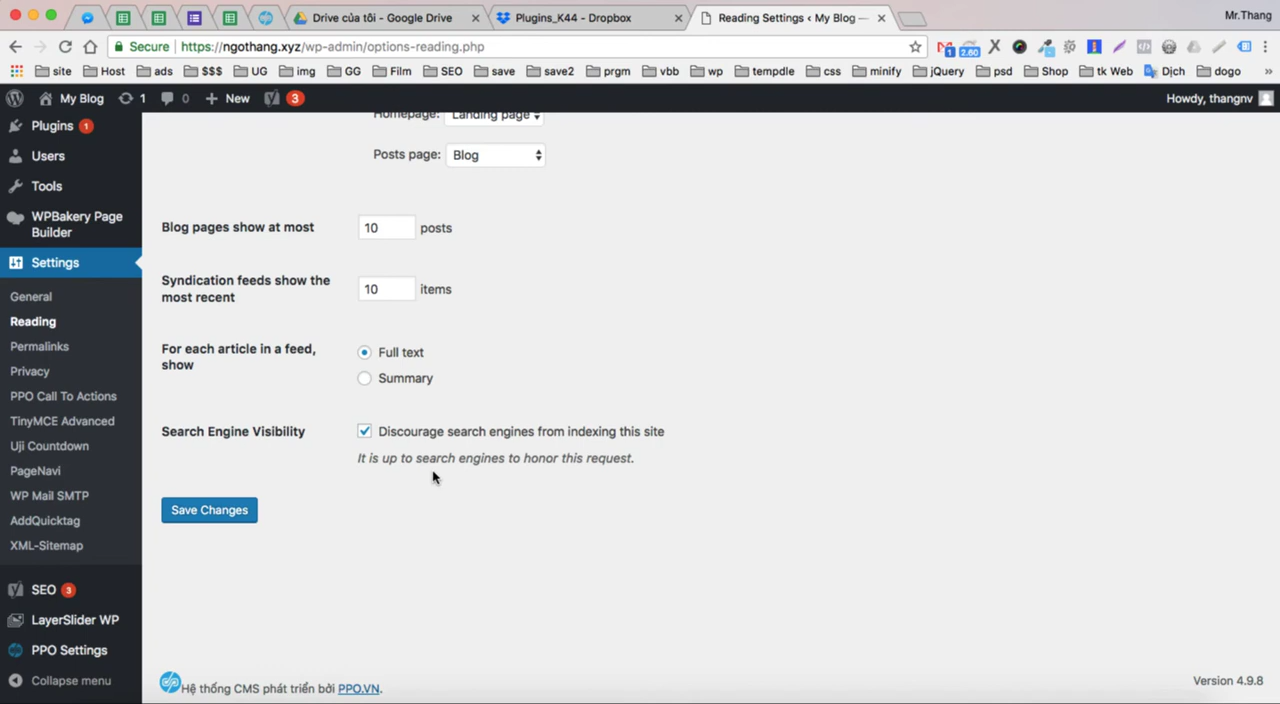 Mr.Thang
Drive của tôi - Google Drive
Plugins_K44 - Dropbox
Reading Settings ‹ My Blog —
Secure
https://ngothang.xyz/wp-admin/options-reading.php
1
2.60
site
Host
ads
$$$
UG
img
GG
Film
SEO
save
save2
prgm
vbb
wp
tempdle
css
minify
jQuery
psd
Shop
tk Web
Dịch
dogo
»
My Blog
1
0
New
3
Howdy, thangnv
Plugins 1
Users
Tools
WPBakery Page
Builder
Settings
General
Reading
Permalinks
Privacy
PPO Call To Actions
TinyMCE Advanced
Uji Countdown
PageNavi
WP Mail SMTP
AddQuicktag
XML-Sitemap
SEO 3
LayerSlider WP
PPO Settings
Collapse menu
Homepage: Landing page
Posts page: Blog
Blog pages show at most
10 posts
Syndication feeds show the
most recent
10 items
For each article in a feed,
show
Full text
Summary
Search Engine Visibility
Discourage search engines from indexing this site
It is up to search engines to honor this request.
Save Changes
Hệ thống CMS phát triển bởi PPO.VN.
Version 4.9.8